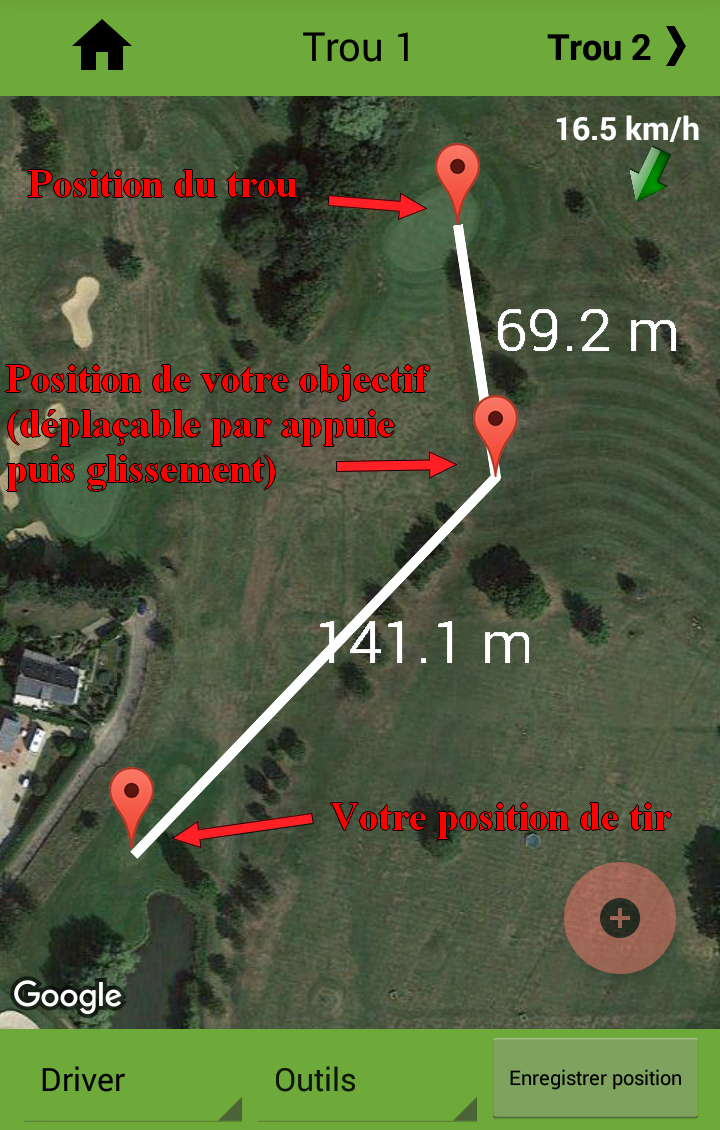 Trou 1
Trou 2 ❯
16.5 km/h
Position du trou
69.2 m
Position de votre objectif
(déplaçable par appuie
puis glissement)
141.1 m
Votre position de tir
Google
Driver
Outils
Enregistrer position